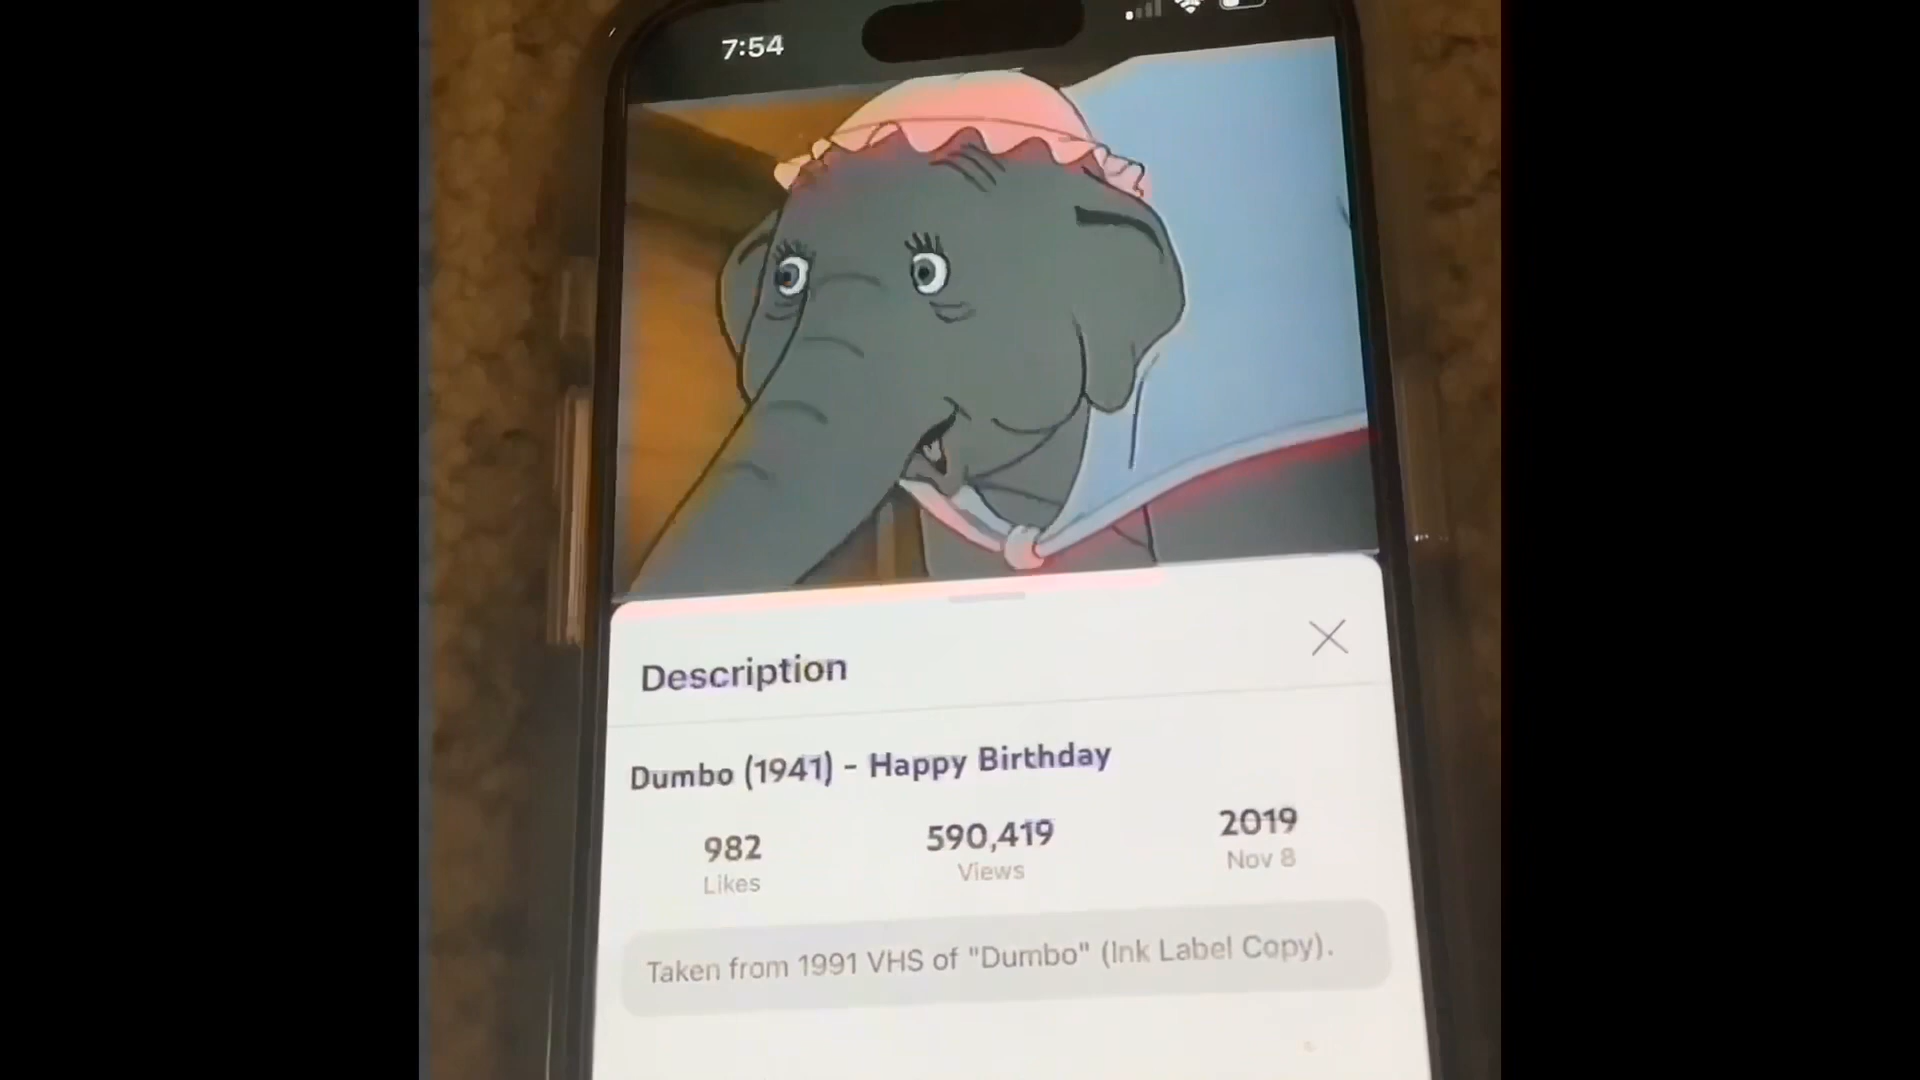 7:54
Description
Dumbo (1941) - Happy Birthday
982 590,419 2019
Likes Views Nov 8
Taken from 1991 VHS of "Dumbo" (Ink Label Copy).